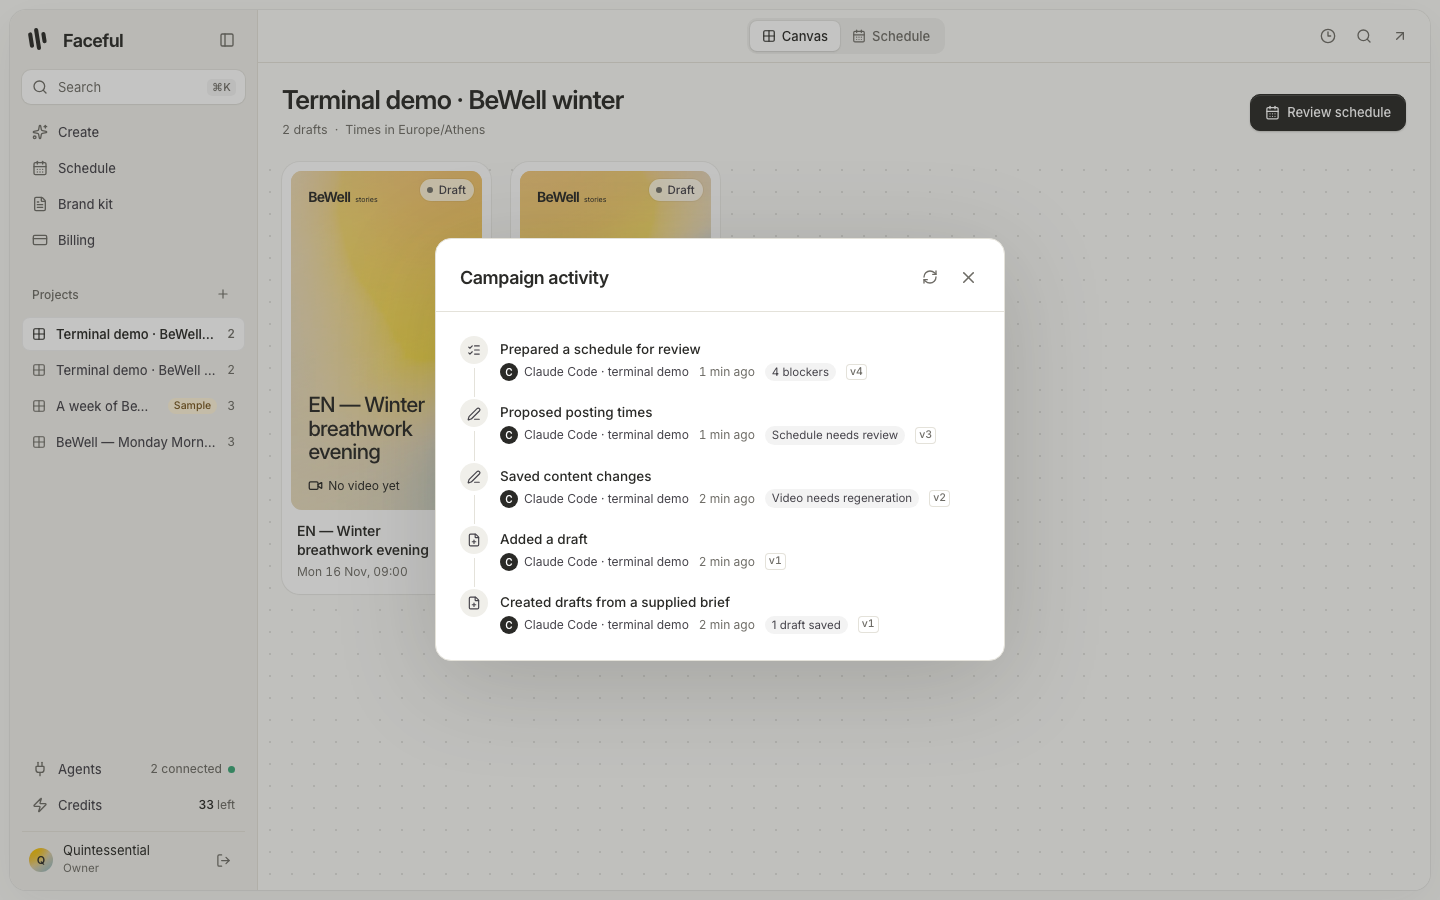 Faceful
Search ⌘K
Create
Schedule
Brand kit
Billing
Projects
Terminal demo · BeWell... 2
Terminal demo · BeWell ... 2
A week of Be... Sample 3
BeWell — Monday Morn... 3
Agents 2 connected
Credits 33 left
Q Quintessential
Owner
Canvas Schedule
Terminal demo · BeWell winter
2 drafts · Times in Europe/Athens
Review schedule
BeWell stories Draft
EN — Winter
breathwork
evening
No video yet
EN — Winter
breathwork evening
Mon 16 Nov, 09:00
BeWell stories Draft
Campaign activity
Prepared a schedule for review
C Claude Code · terminal demo 1 min ago 4 blockers v4
Proposed posting times
C Claude Code · terminal demo 1 min ago Schedule needs review v3
Saved content changes
C Claude Code · terminal demo 2 min ago Video needs regeneration v2
Added a draft
C Claude Code · terminal demo 2 min ago v1
Created drafts from a supplied brief
C Claude Code · terminal demo 2 min ago 1 draft saved v1